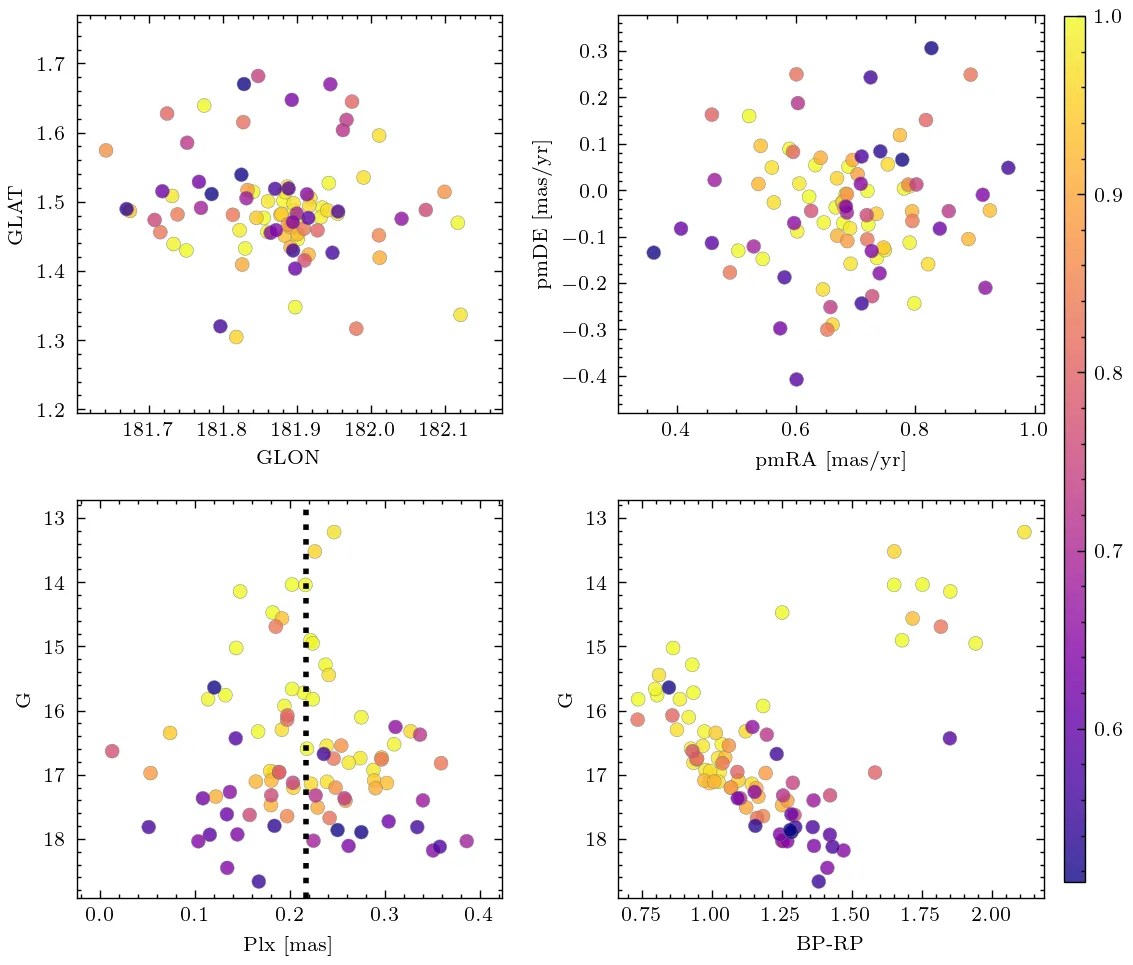 1.7
1.6
1.5
1.4
1.3
1.2
GLAT
181.7 181.8 181.9 182.0 182.1
GLON
0.3
0.2
0.1
0.0
−0.1
−0.2
−0.3
−0.4
pmDE [mas/yr]
0.4 0.6 0.8 1.0
pmRA [mas/yr]
1.0
0.9
0.8
0.7
0.6
13
14
15
16
17
18
G
0.0 0.1 0.2 0.3 0.4
Plx [mas]
13
14
15
16
17
18
G
0.75 1.00 1.25 1.50 1.75 2.00
BP-RP